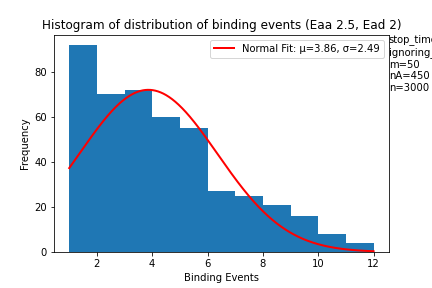 Histogram of distribution of binding events (Eaa 2.5, Ead 2)
stop_time
ignoring_
m=50
nA=450
n=3000
Normal Fit: μ=3.86, σ=2.49
80
60
40
20
0
Frequency
2 4 6 8 10 12
Binding Events